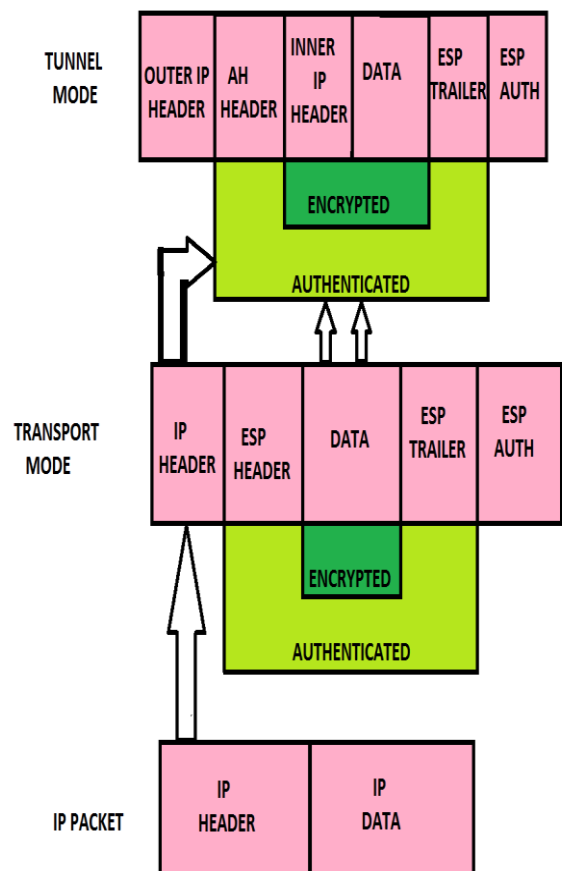 TUNNEL
MODE
OUTER IP
HEADER
AH
HEADER
INNER
IP
HEADER
DATA
ESP
TRAILER
ESP
AUTH
ENCRYPTED
AUTHENTICATED
TRANSPORT
MODE
IP
HEADER
ESP
HEADER
DATA
ESP
TRAILER
ESP
AUTH
ENCRYPTED
AUTHENTICATED
IP PACKET
IP
HEADER
IP
DATA